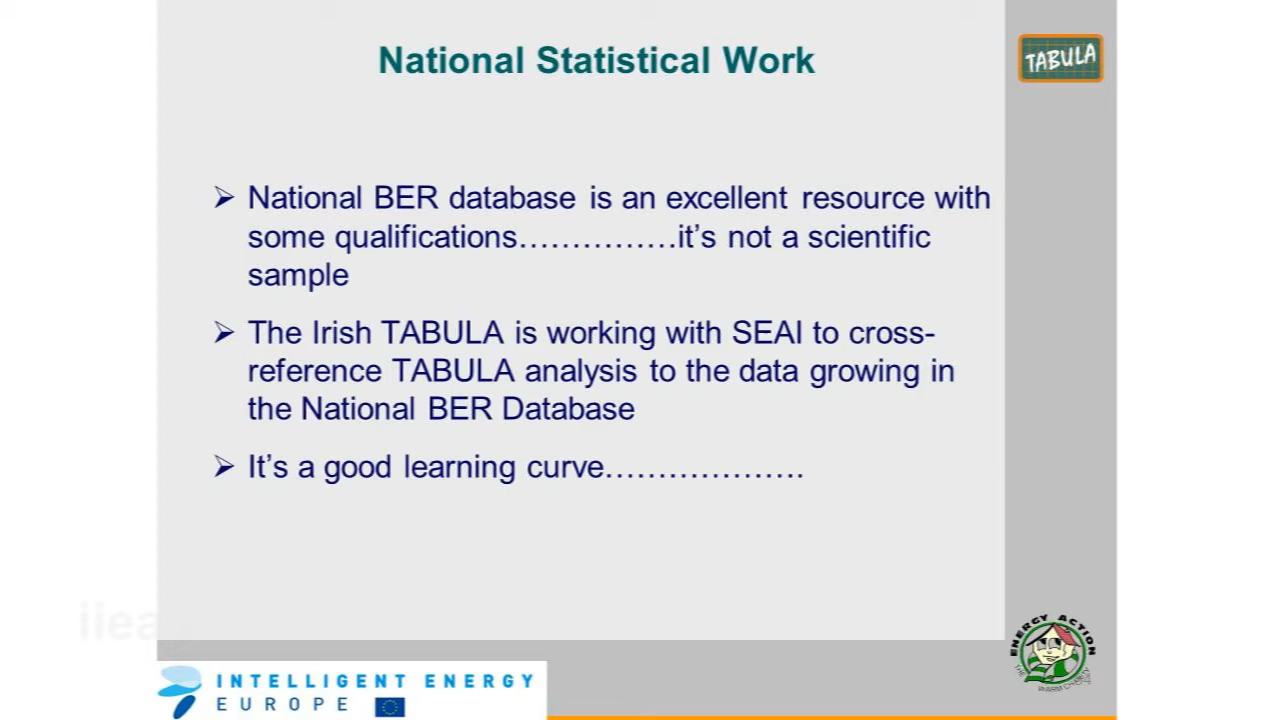 National Statistical Work
TABULA
➢ National BER database is an excellent resource with
some qualifications……………it’s not a scientific
sample
➢ The Irish TABULA is working with SEAI to cross-
reference TABULA analysis to the data growing in
the National BER Database
➢ It’s a good learning curve……………….
iiea
ENERGY ACTION
INTELLIGENT ENERGY
EUROPE